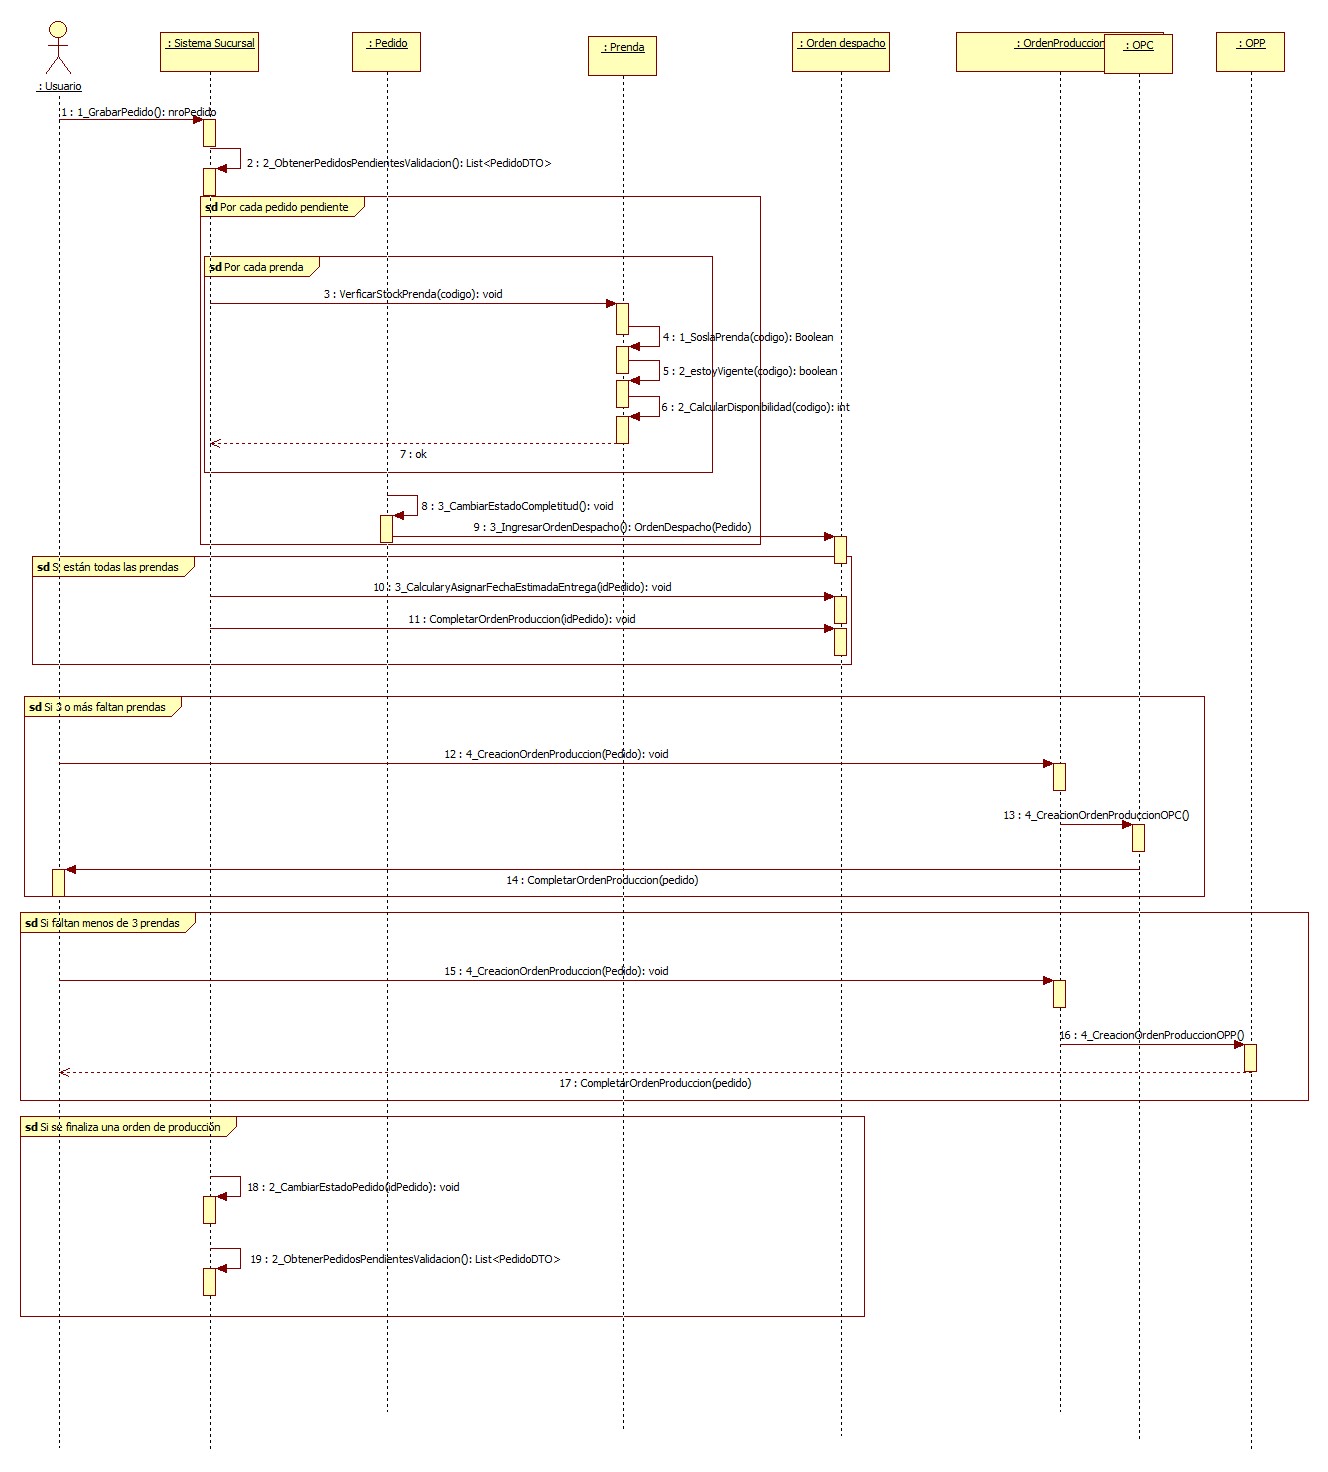 : Sistema Sucursal
: Pedido
: Prenda
: Orden despacho
: OrdenProduccion
: OPC
: OPP
: Usuario
1 : 1_GrabarPedido(): nroPedido
2 : 2_ObtenerPedidosPendientesValidacion(): List<PedidoDTO>
sd Por cada pedido pendiente
sd Por cada prenda
3 : VerficarStockPrenda(codigo): void
4 : 1_SoslaPrenda(codigo): Boolean
5 : 2_estoyVigente(codigo): boolean
6 : 2_CalcularDisponibilidad(codigo): int
7 : ok
8 : 3_CambiarEstadoCompletitud(): void
9 : 3_IngresarOrdenDespacho(): OrdenDespacho(Pedido)
sd Si están todas las prendas
10 : 3_CalcularyAsignarFechaEstimadaEntrega(idPedido): void
11 : CompletarOrdenProduccion(idPedido): void
sd Si 3 o más faltan prendas
12 : 4_CreacionOrdenProduccion(Pedido): void
13 : 4_CreacionOrdenProduccionOPC()
14 : CompletarOrdenProduccion(pedido)
sd Si faltan menos de 3 prendas
15 : 4_CreacionOrdenProduccion(Pedido): void
16 : 4_CreacionOrdenProduccionOPP()
17 : CompletarOrdenProduccion(pedido)
sd Si se finaliza una orden de producción
18 : 2_CambiarEstadoPedido(idPedido): void
19 : 2_ObtenerPedidosPendientesValidacion(): List<PedidoDTO>